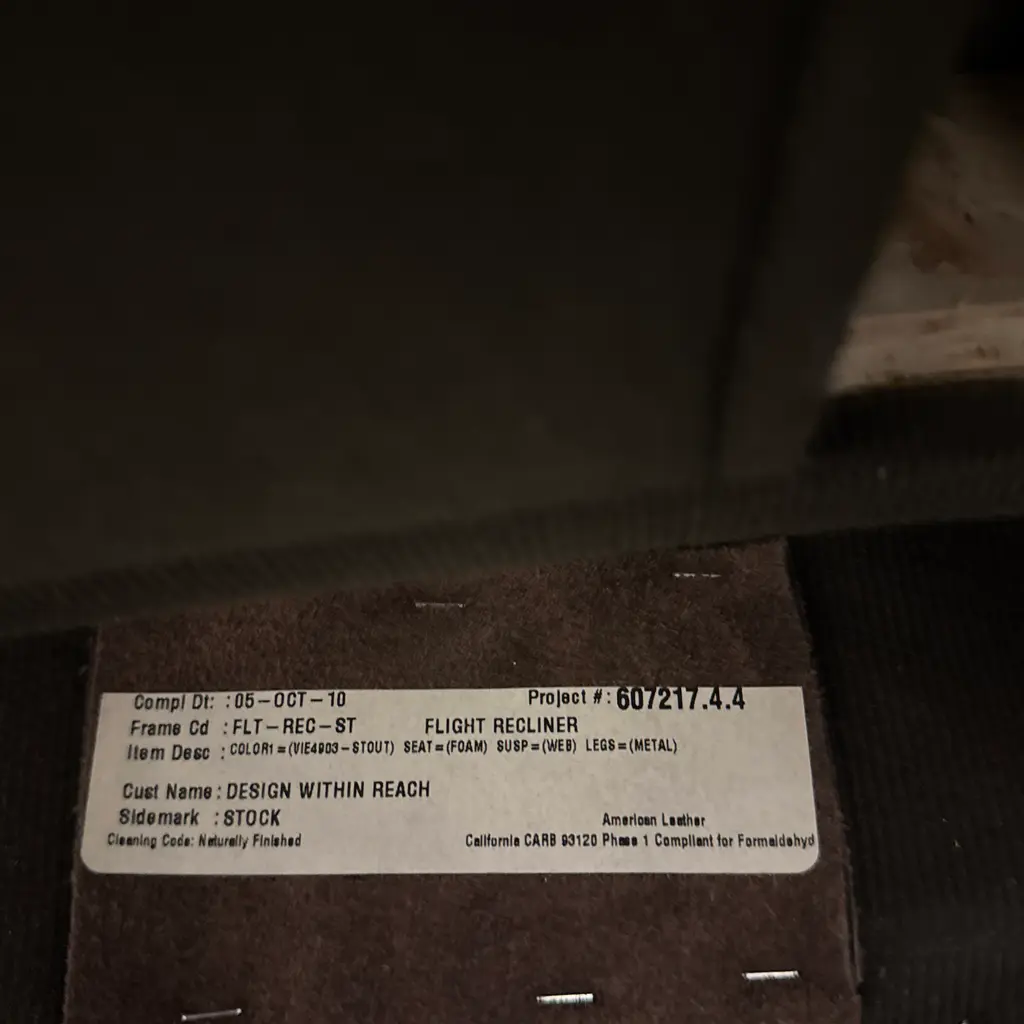 Compl Dt: :05-OCT-10 Project #: 607217.4.4
Frame Cd : FLT-REC-ST FLIGHT RECLINER
Item Desc : COLOR1=(VIE4903-STOUT) SEAT=(FOAM) SUSP=(WEB) LEGS=(METAL)
Cust Name : DESIGN WITHIN REACH
Sidemark : STOCK American Leather
Cleaning Code: Naturally Finished California CARB 93120 Phase 1 Compliant for Formaldehyd